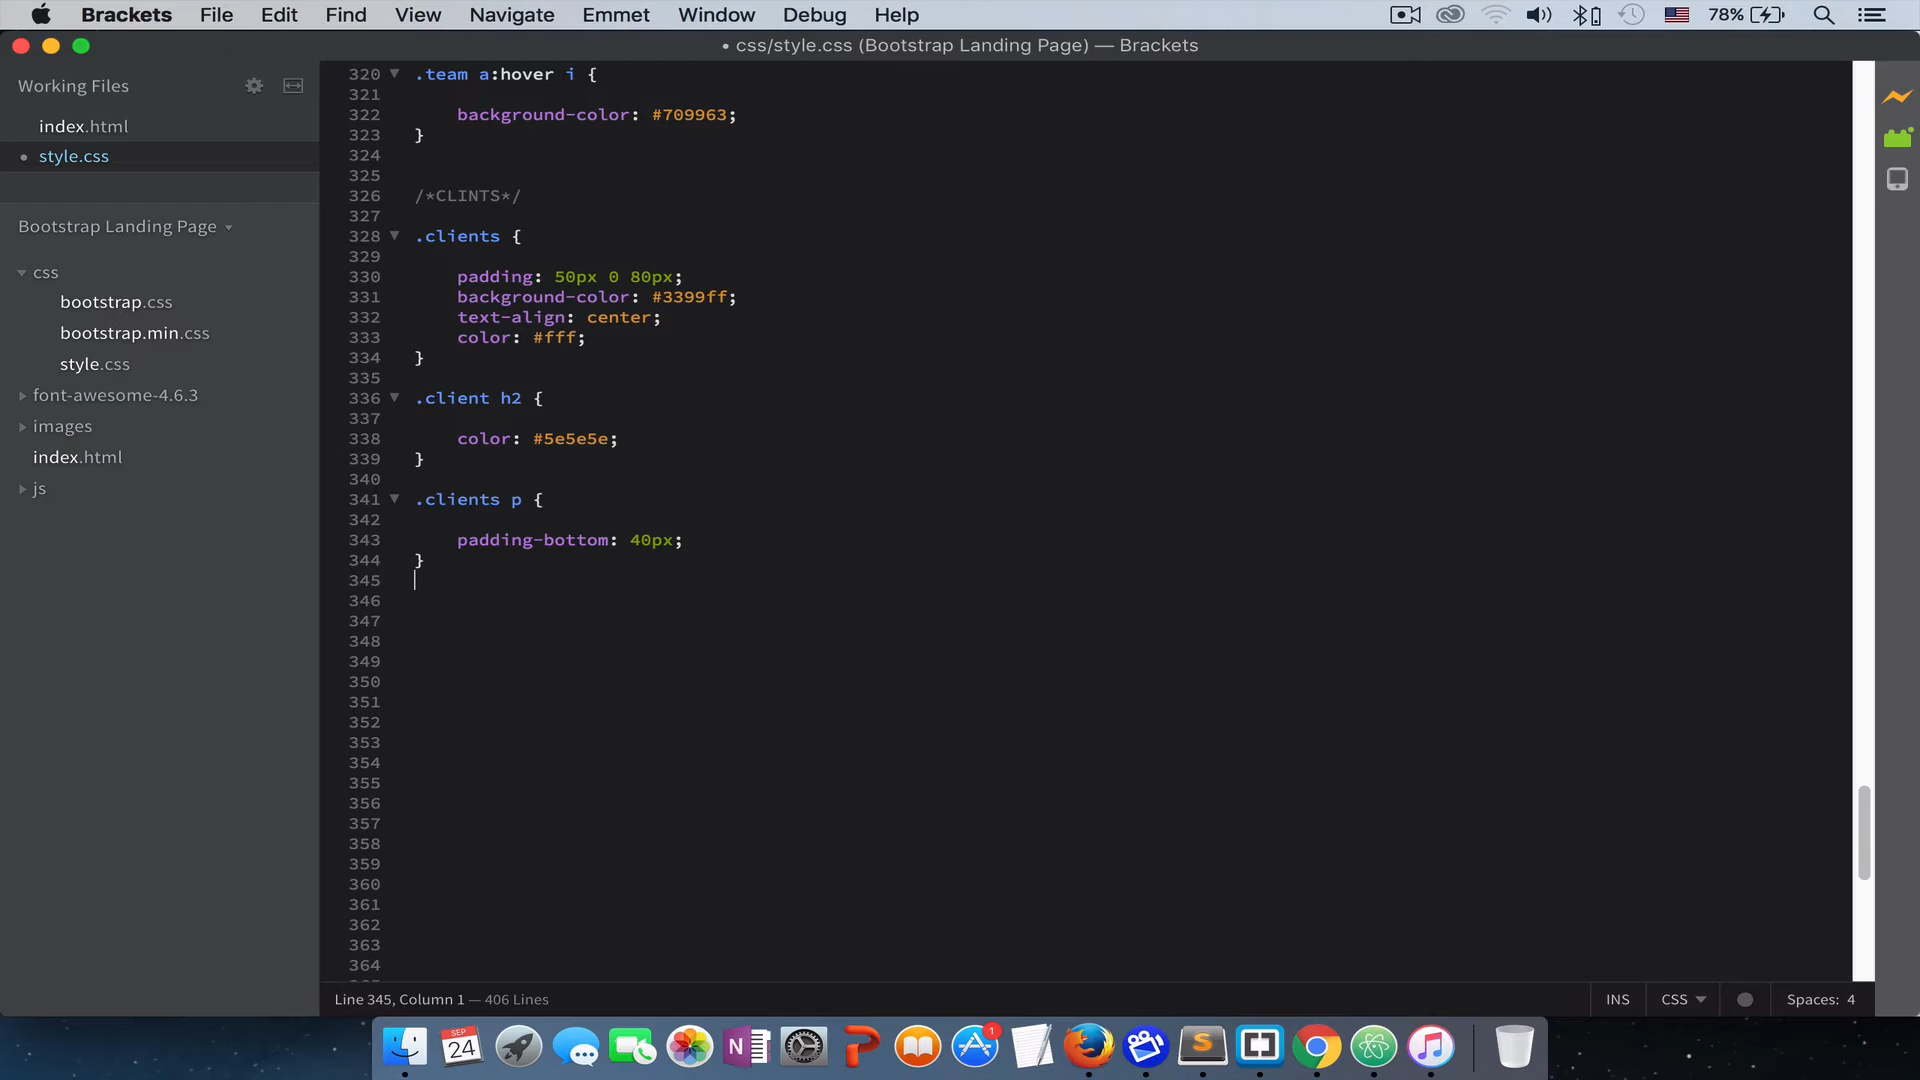 Brackets File Edit Find View Navigate Emmet Window Debug Help 78%
• css/style.css (Bootstrap Landing Page) — Brackets
Working Files
index.html
• style.css
Bootstrap Landing Page
css
bootstrap.css
bootstrap.min.css
style.css
font-awesome-4.6.3
images
index.html
js
320 .team a:hover i {
321
322 background-color: #709963;
323 }
324
325
326 /*CLINTS*/
327
328 .clients {
329
330 padding: 50px 0 80px;
331 background-color: #3399ff;
332 text-align: center;
333 color: #fff;
334 }
335
336 .client h2 {
337
338 color: #5e5e5e;
339 }
340
341 .clients p {
342
343 padding-bottom: 40px;
344 }
345
346
347
348
349
350
351
352
353
354
355
356
357
358
359
360
361
362
363
364
Line 345, Column 1 — 406 Lines
INS CSS Spaces: 4
SEP
24
N
1
S